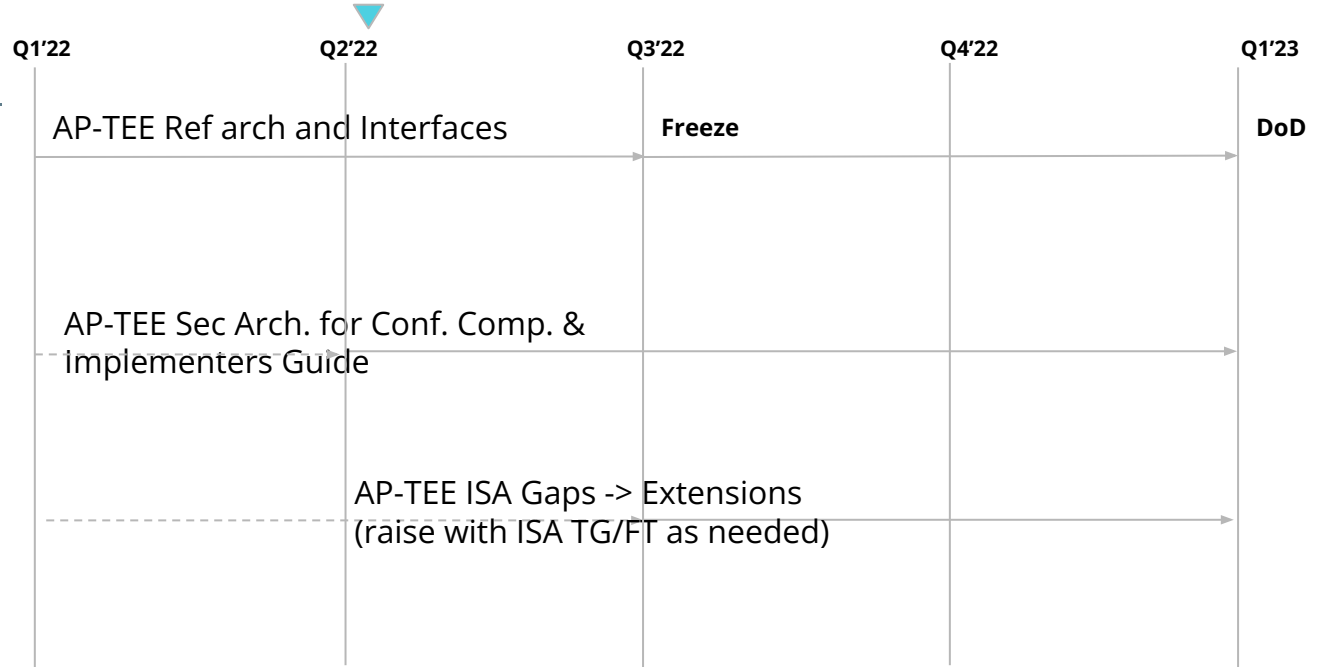 Q1’22
Q2’22
Q3’22
Q4’22
Q1’23
AP-TEE Ref arch and Interfaces
Freeze
DoD
AP-TEE Sec Arch. for Conf. Comp. &
Implementers Guide
AP-TEE ISA Gaps -> Extensions
(raise with ISA TG/FT as needed)